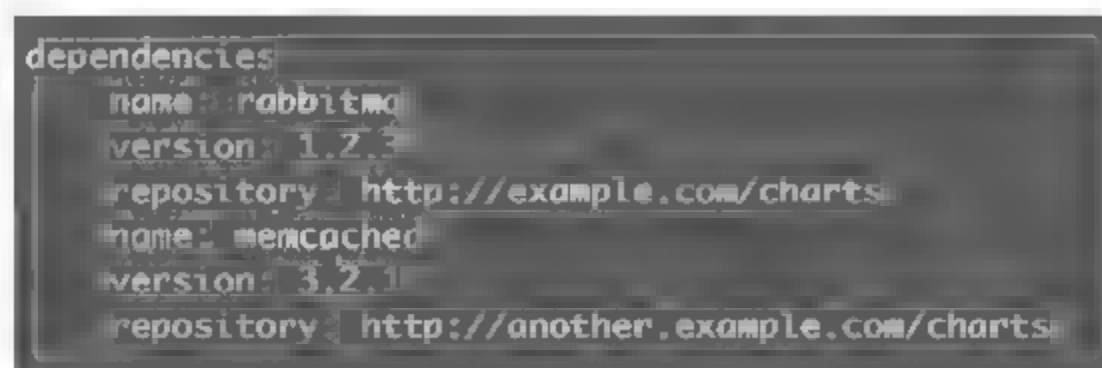 dependencies
name: rabbitmq
version: 1.2.3
repository: http://example.com/charts
name: memcached
version: 3.2.1
repository: http://another.example.com/charts